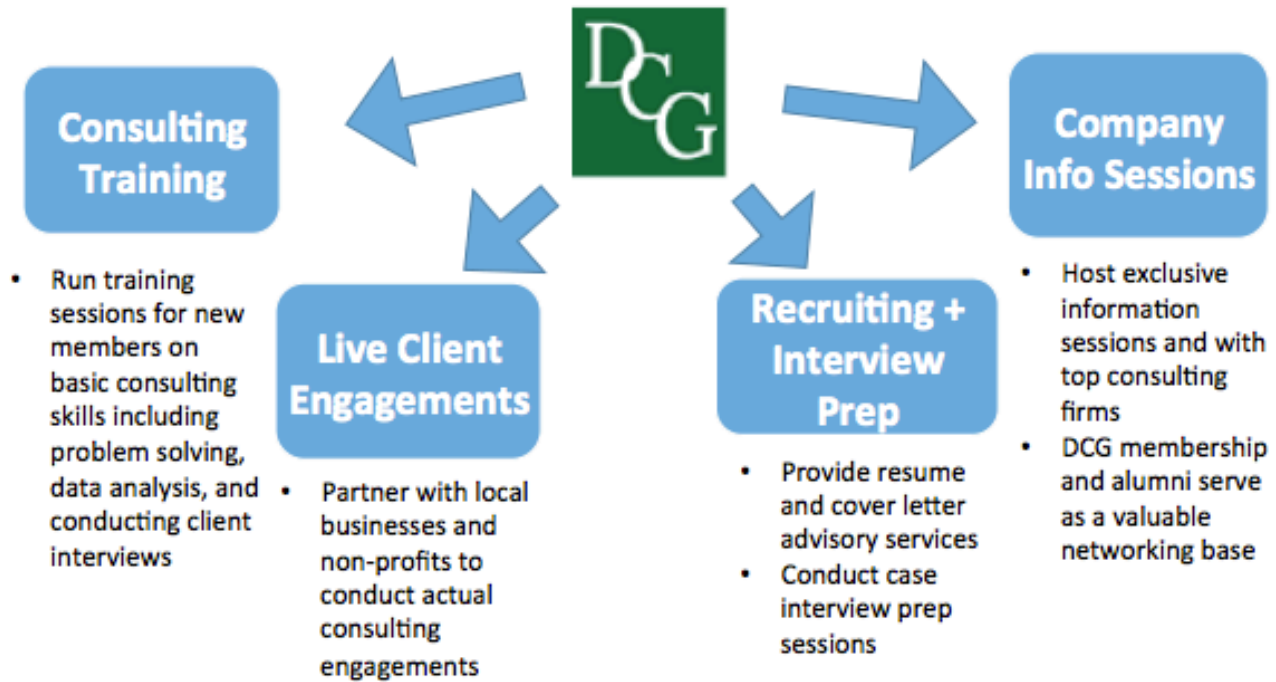 DCG
Consulting
Training
• Run training
sessions for new
members on
basic consulting
skills including
problem solving,
data analysis, and
conducting client
interviews
Live Client
Engagements
• Partner with local
businesses and
non-profits to
conduct actual
consulting
engagements
Recruiting +
Interview
Prep
• Provide resume
and cover letter
advisory services
• Conduct case
interview prep
sessions
Company
Info Sessions
• Host exclusive
information
sessions and with
top consulting
firms
• DCG membership
and alumni serve
as a valuable
networking base